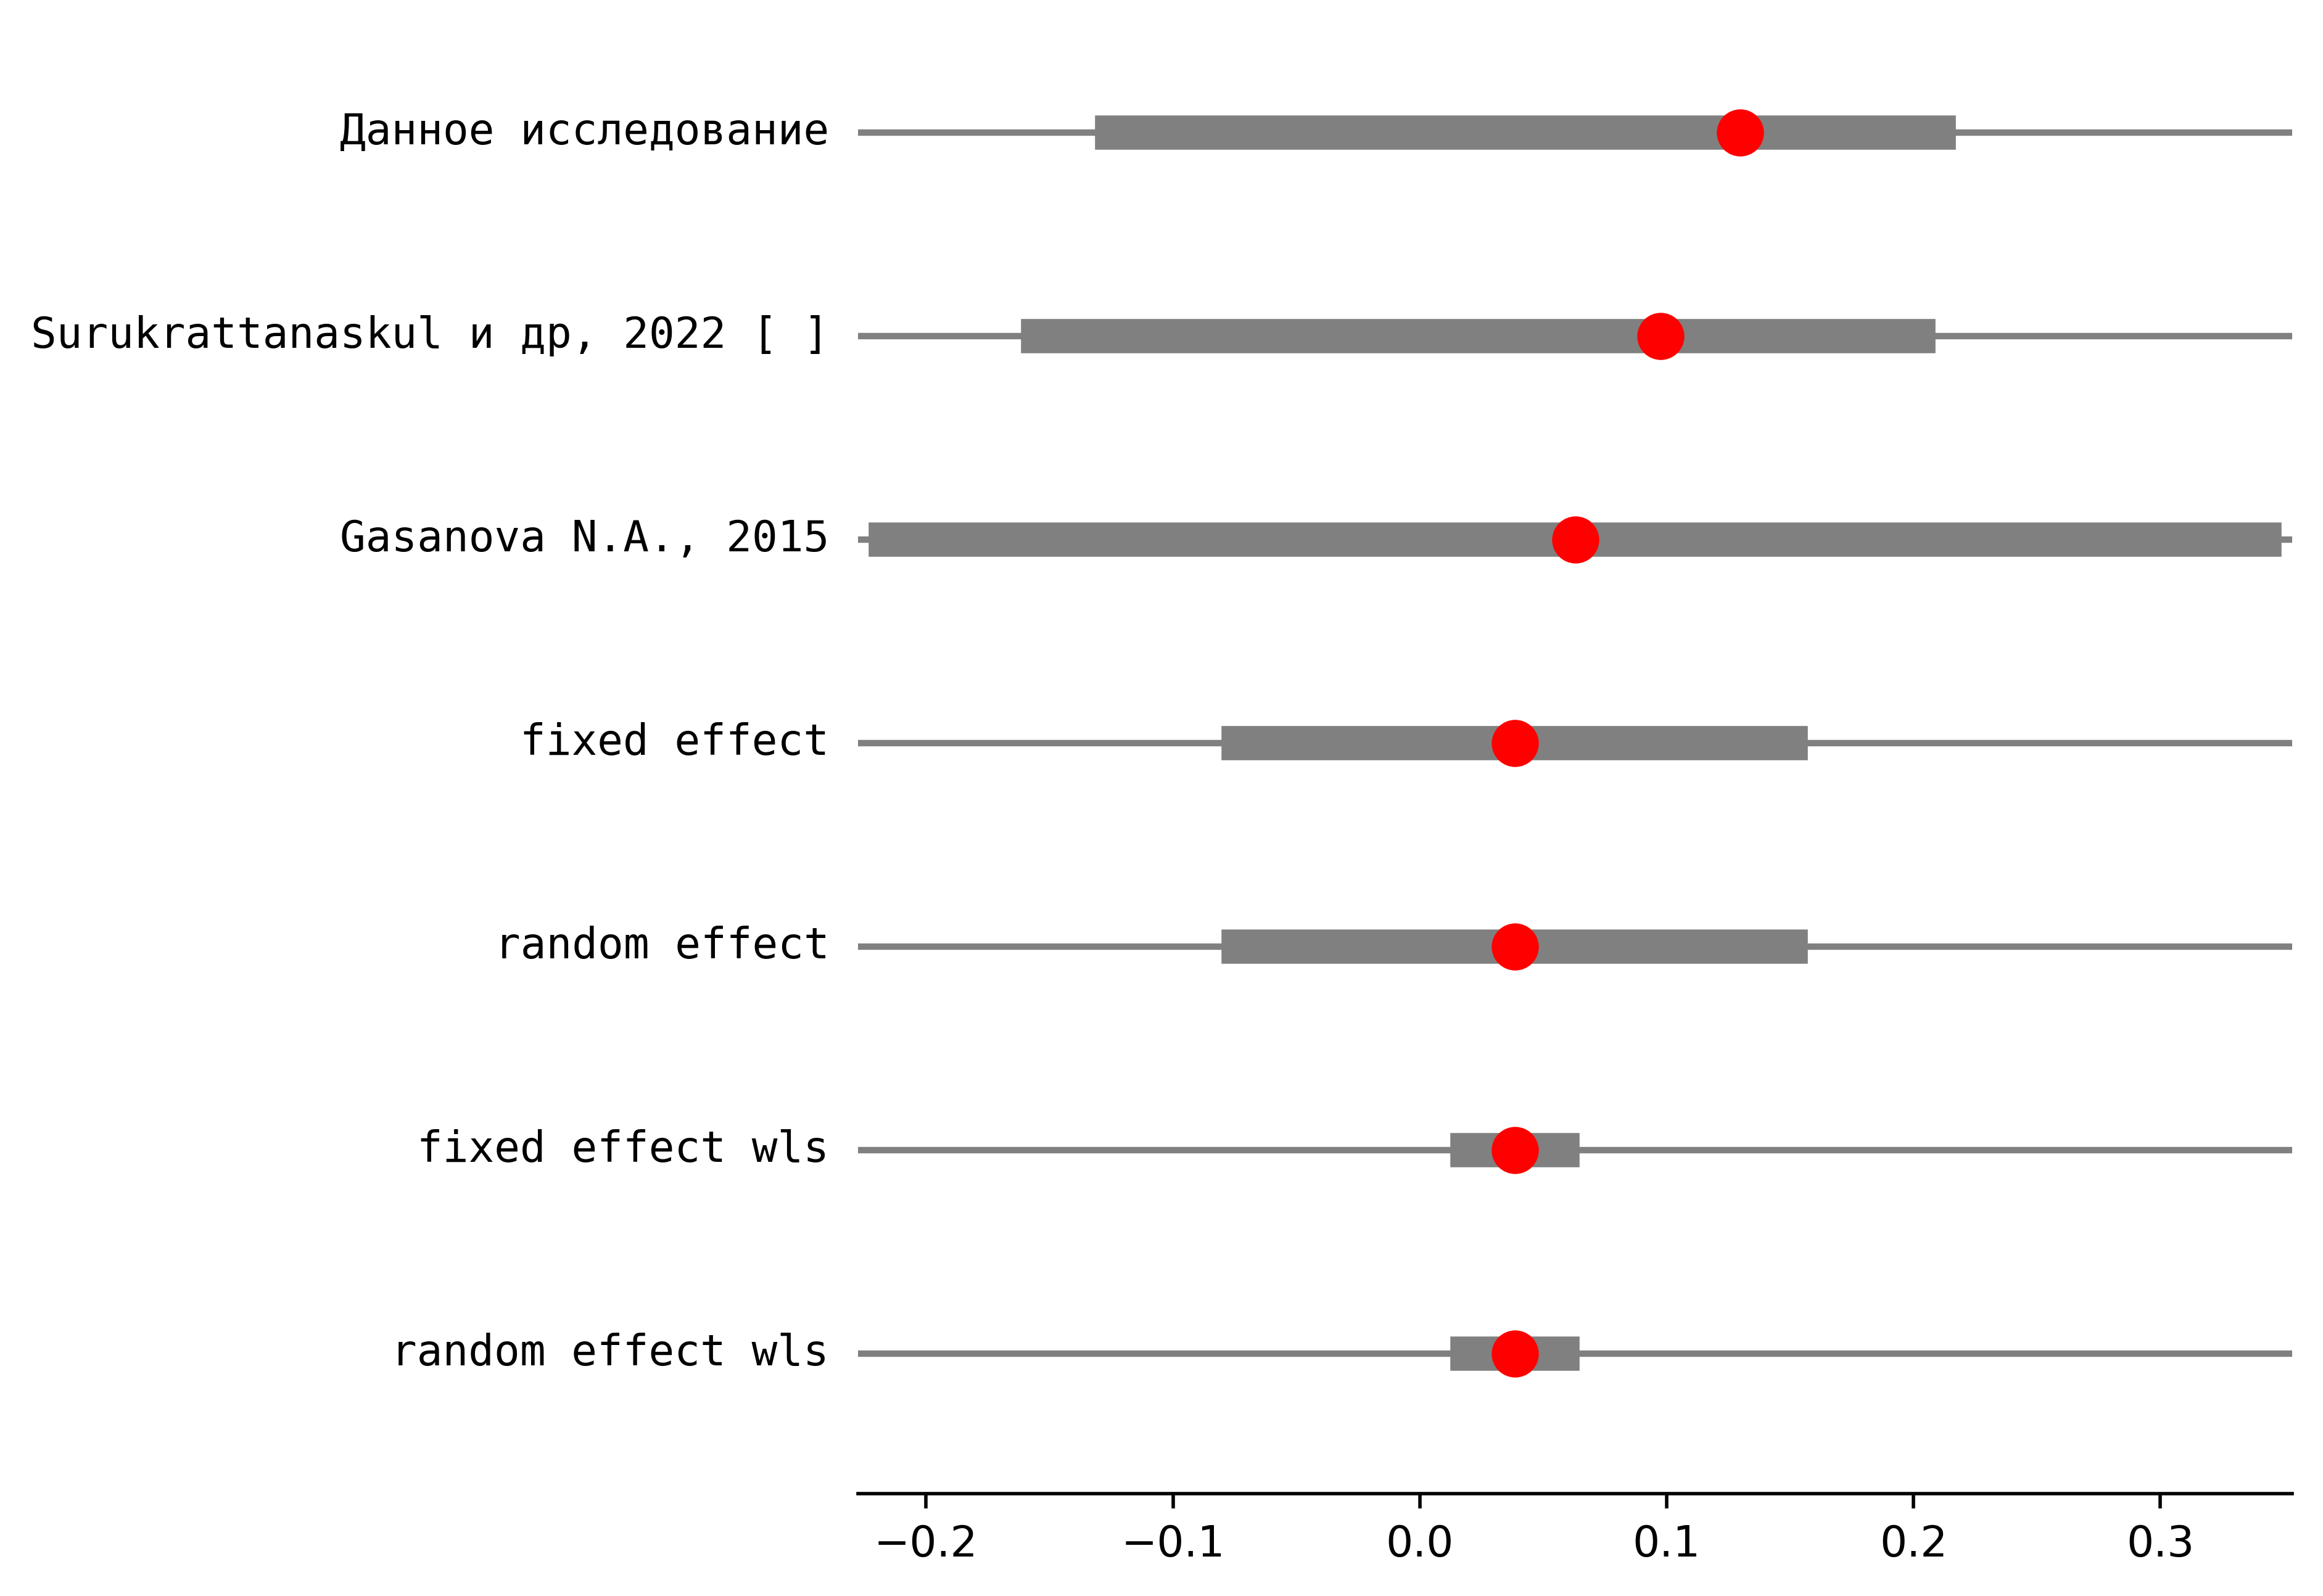 Данное исследование
Surukrattanaskul и др, 2022 [ ]
Gasanova N.A., 2015
fixed effect
random effect
fixed effect wls
random effect wls
−0.2 −0.1 0.0 0.1 0.2 0.3